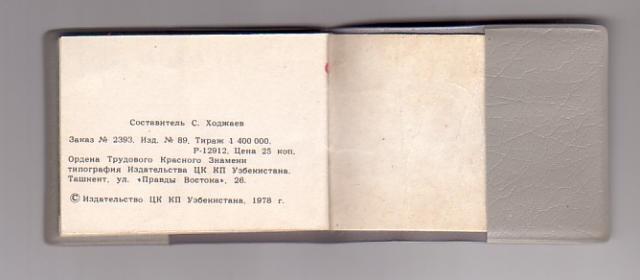 Составитель С. Ходжаев
Заказ № 2393. Изд. № 89. Тираж 1 400 000.
Р-12912. Цена 25 коп.
Ордена Трудового Красного Знамени
типография Издательства ЦК КП Узбекистана.
Ташкент, ул. «Правды Востока», 26.
© Издательство ЦК КП Узбекистана, 1978 г.